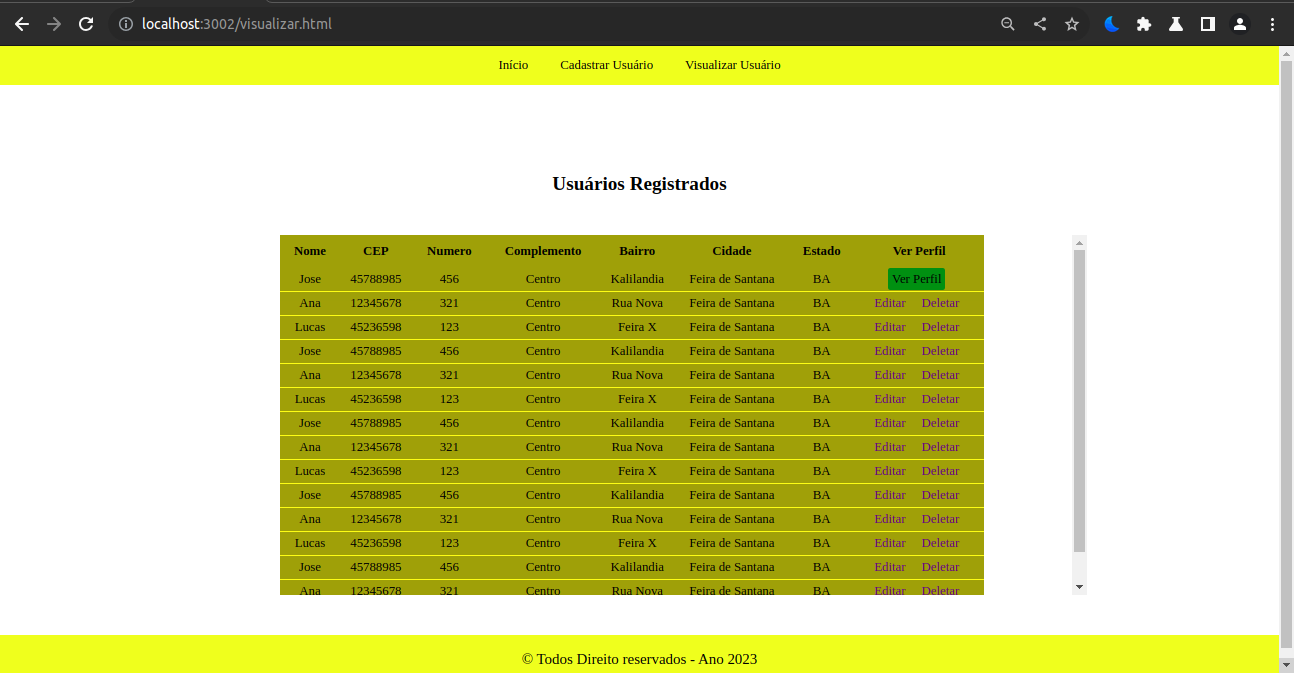 localhost:3002/visualizar.html
Início Cadastrar Usuário Visualizar Usuário
Usuários Registrados
Nome CEP Numero Complemento Bairro Cidade Estado Ver Perfil
Jose 45788985 456 Centro Kalilandia Feira de Santana BA Ver Perfil
Ana 12345678 321 Centro Rua Nova Feira de Santana BA Editar Deletar
Lucas 45236598 123 Centro Feira X Feira de Santana BA Editar Deletar
Jose 45788985 456 Centro Kalilandia Feira de Santana BA Editar Deletar
Ana 12345678 321 Centro Rua Nova Feira de Santana BA Editar Deletar
Lucas 45236598 123 Centro Feira X Feira de Santana BA Editar Deletar
Jose 45788985 456 Centro Kalilandia Feira de Santana BA Editar Deletar
Ana 12345678 321 Centro Rua Nova Feira de Santana BA Editar Deletar
Lucas 45236598 123 Centro Feira X Feira de Santana BA Editar Deletar
Jose 45788985 456 Centro Kalilandia Feira de Santana BA Editar Deletar
Ana 12345678 321 Centro Rua Nova Feira de Santana BA Editar Deletar
Lucas 45236598 123 Centro Feira X Feira de Santana BA Editar Deletar
Jose 45788985 456 Centro Kalilandia Feira de Santana BA Editar Deletar
Ana 12345678 321 Centro Rua Nova Feira de Santana BA Editar Deletar
© Todos Direito reservados - Ano 2023